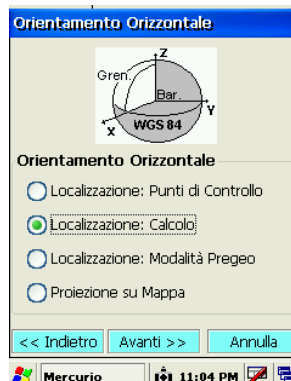 Orientamento Orizzontale
Z
Gren.
Bar.
Y
X
WGS 84
Orientamento Orizzontale
Localizzazione: Punti di Controllo
Localizzazione: Calcolo
Localizzazione: Modalità Pregeo
Proiezione su Mappa
<< Indietro Avanti >> Annulla
Mercurio 11:04 PM